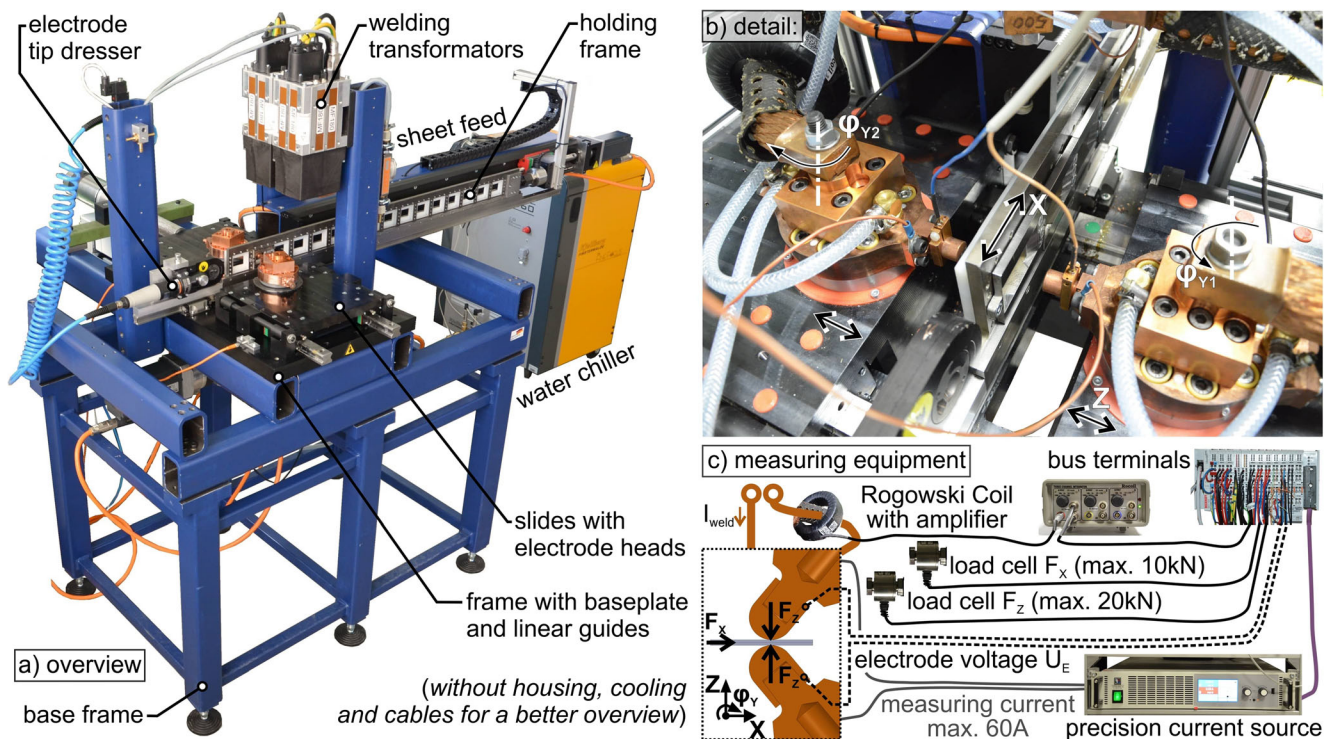 electrode
tip dresser
welding
transformators
holding
frame
sheet feed
water chiller
slides with
electrode heads
frame with baseplate
and linear guides
a) overview
base frame
(without housing, cooling
and cables for a better overview)
b) detail:
φY2
X
φY1
Z
c) measuring equipment
bus terminals
Iweld
Rogowski Coil
with amplifier
load cell FX (max. 10kN)
load cell FZ (max. 20kN)
FX
FZ
FZ
electrode voltage UE
Z
φY
X
measuring current
max. 60A
precision current source